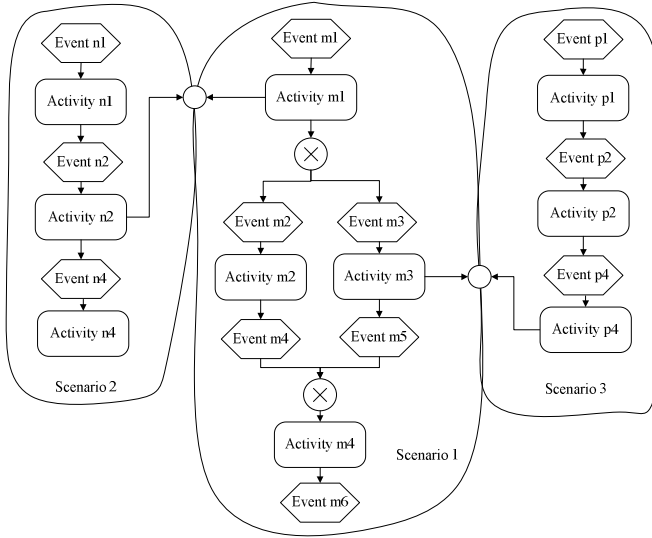 Event n1
Activity n1
Event n2
Activity n2
Event n4
Activity n4
Scenario 2
Event m1
Activity m1
Event m2
Event m3
Activity m2
Activity m3
Event m4
Event m5
Activity m4
Event m6
Scenario 1
Event p1
Activity p1
Event p2
Activity p2
Event p4
Activity p4
Scenario 3